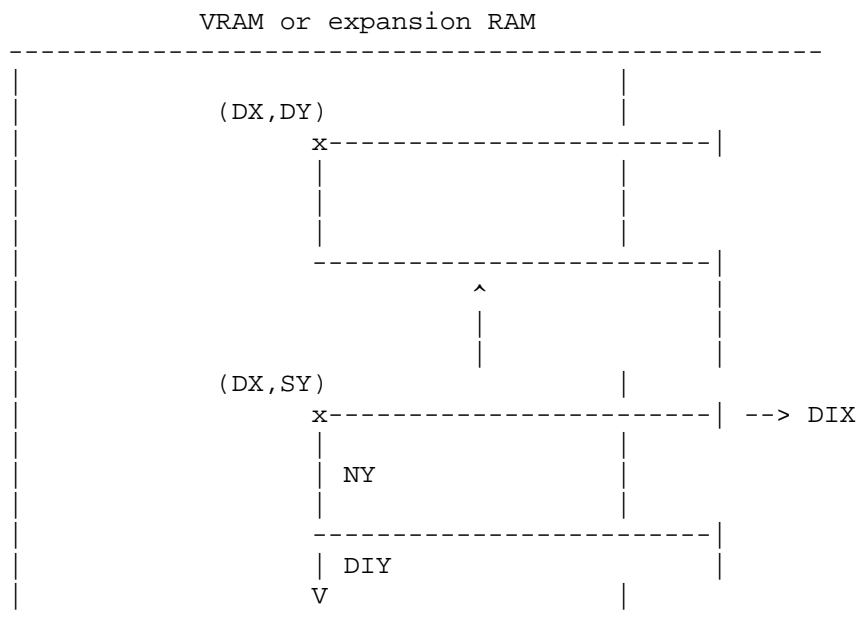 VRAM or expansion RAM
(DX,DY)
x
^
(DX,SY)
x --> DIX
NY
DIY
V